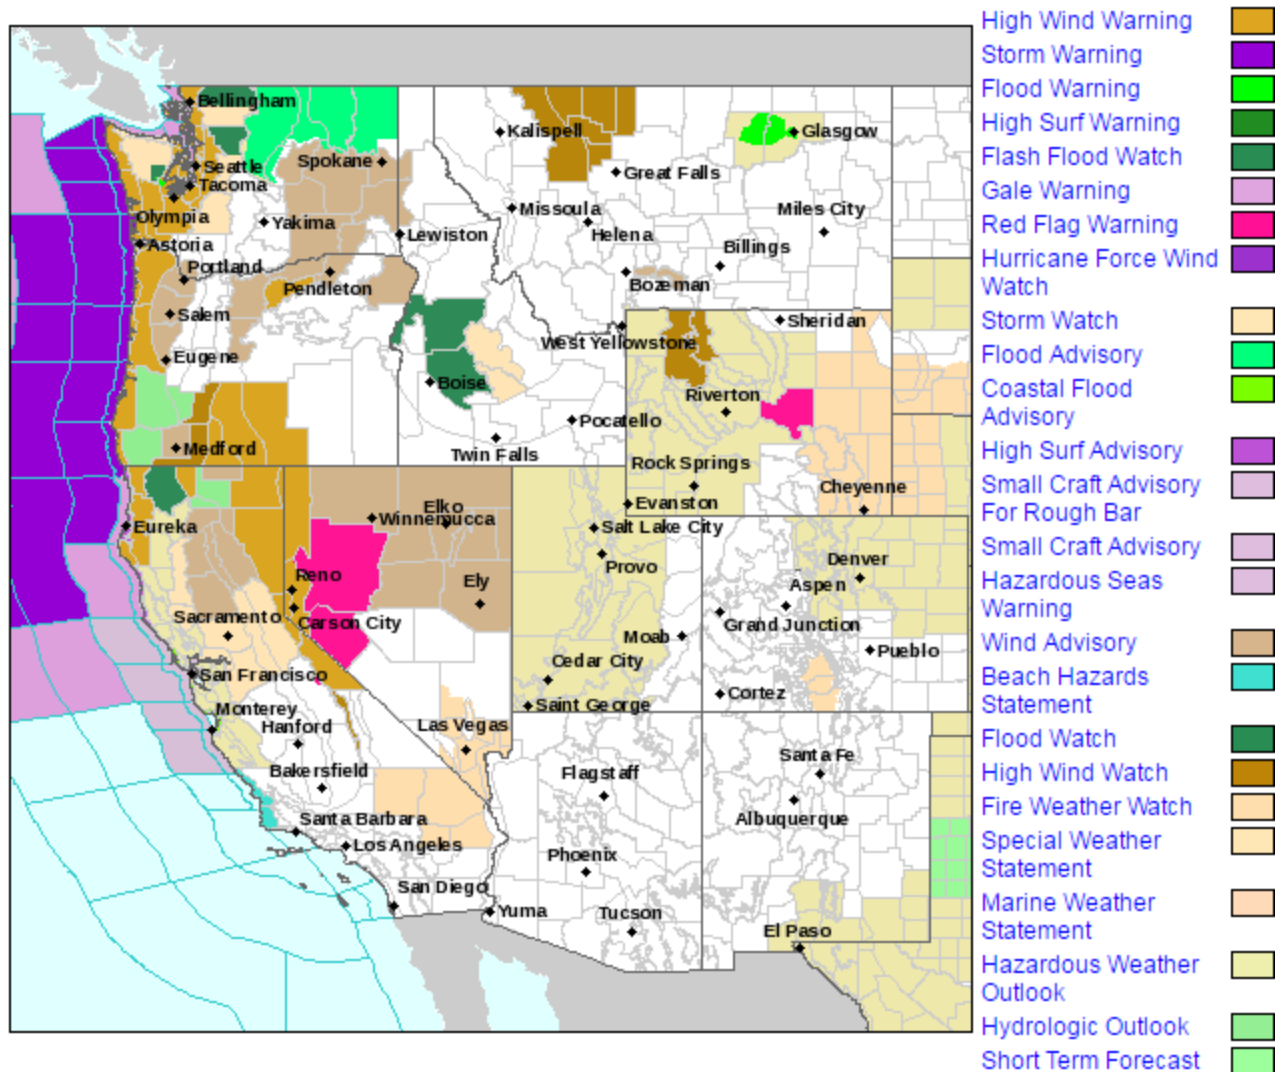 High Wind Warning
Storm Warning
Flood Warning
High Surf Warning
Flash Flood Watch
Gale Warning
Red Flag Warning
Hurricane Force Wind
Watch
Storm Watch
Flood Advisory
Coastal Flood
Advisory
High Surf Advisory
Small Craft Advisory
For Rough Bar
Small Craft Advisory
Hazardous Seas
Warning
Wind Advisory
Beach Hazards
Statement
Flood Watch
High Wind Watch
Fire Weather Watch
Special Weather
Statement
Marine Weather
Statement
Hazardous Weather
Outlook
Hydrologic Outlook
Short Term Forecast
Bellingham
Kalispell
Glasgow
Seattle
Spokane
Great Falls
Tacoma
Olympia
Yakima
Missoula
Miles City
Astoria
Lewiston
Helena
Billings
Portland
Pendleton
Bozeman
Salem
Sheridan
West Yellowstone
Eugene
Boise
Riverton
Pocatello
Medford
Twin Falls
Rock Springs
Cheyenne
Elko
Evanston
Winnemucca
Eureka
Salt Lake City
Provo
Denver
Reno
Ely
Aspen
Sacramento
Carson City
Grand Junction
Moab
Pueblo
Cedar City
San Francisco
Cortez
Saint George
Monterey
Hanford
Las Vegas
Santa Fe
Bakersfield
Flagstaff
Santa Barbara
Albuquerque
Los Angeles
Phoenix
San Diego
Yuma
Tucson
El Paso